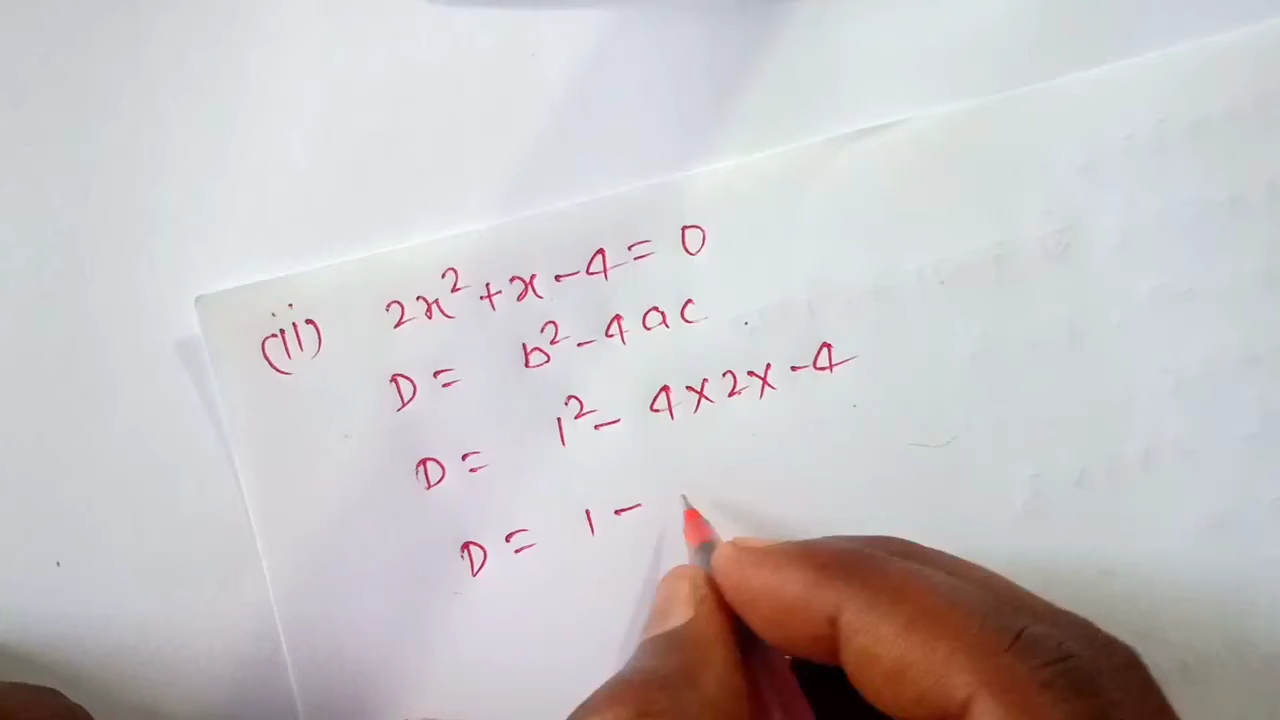 (ii) 2x² + x - 4 = 0
D = b² - 4ac
D = 1² - 4 × 2 × -4
D = 1 -